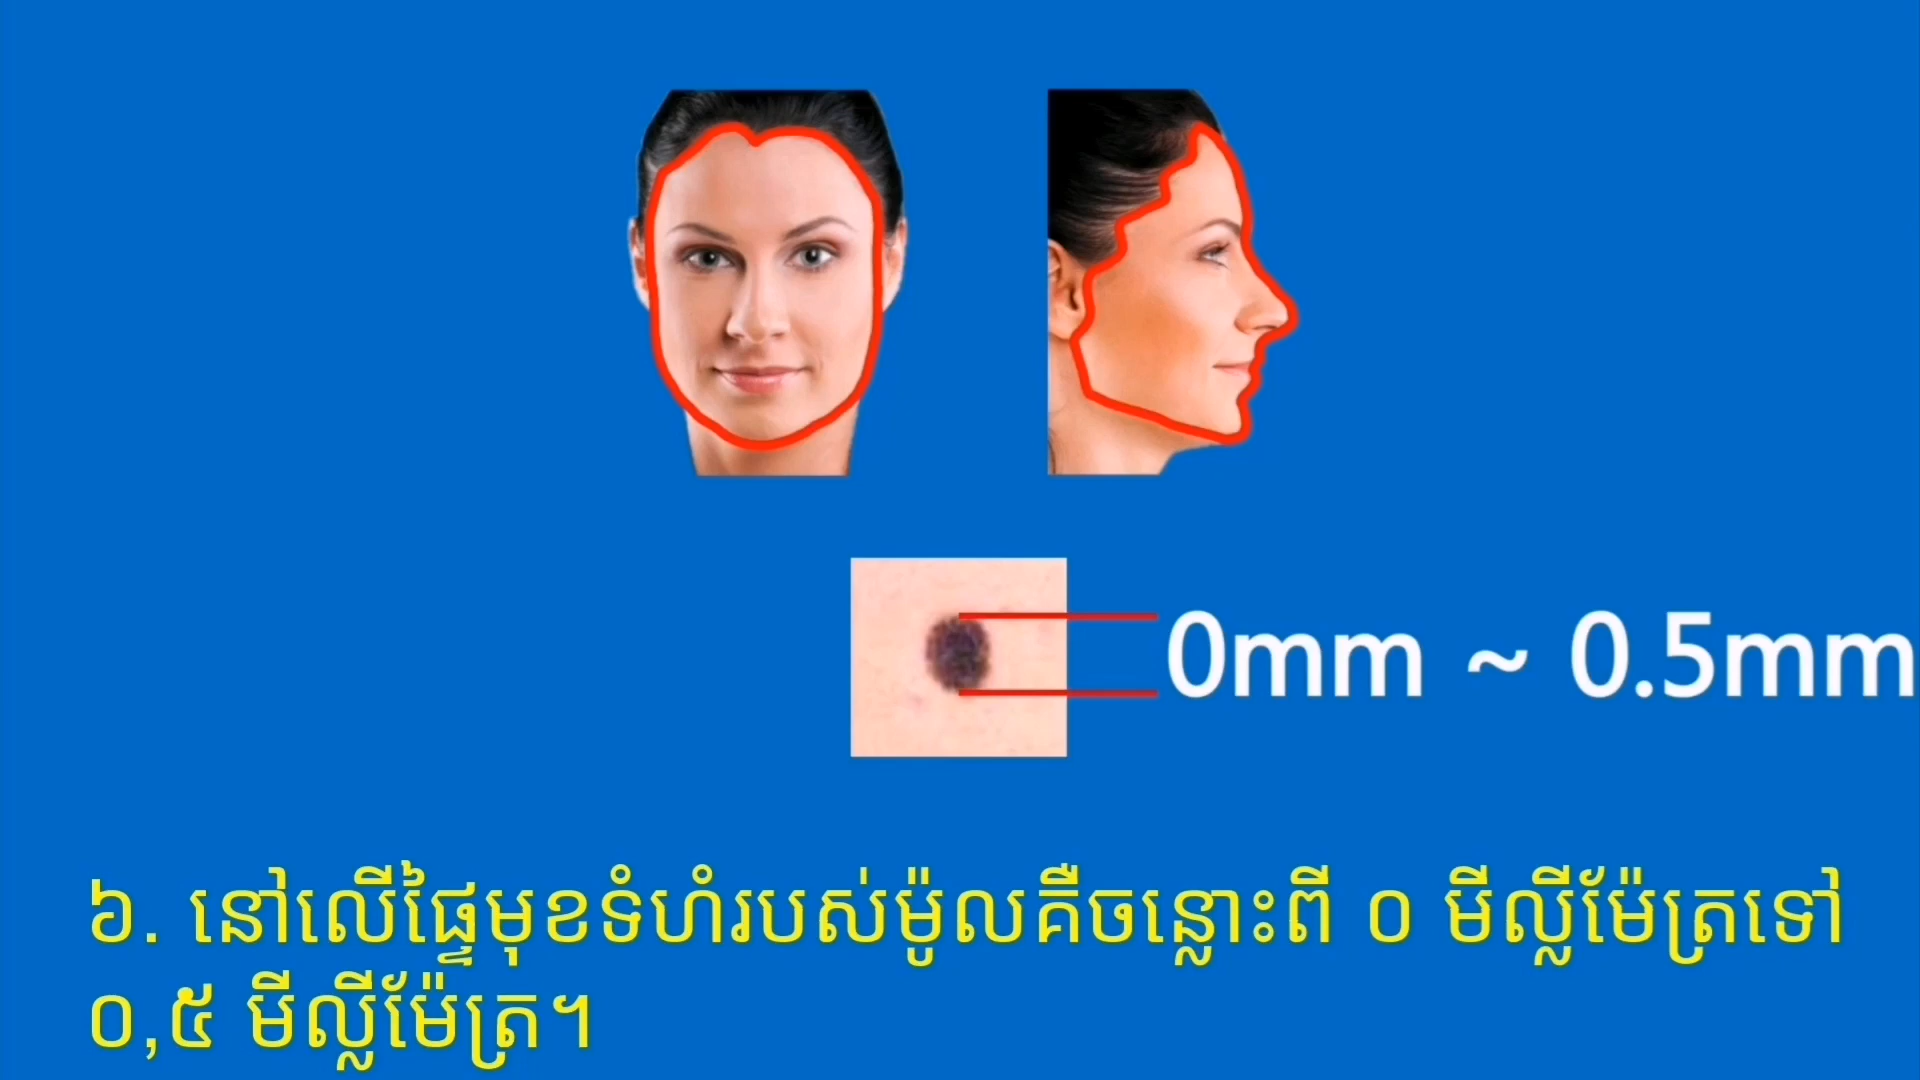 0mm ~ 0.5mm
៦. នៅលើផ្ទៃមុខទំហំរបស់ម៉ូលគឺចន្លោះពី ០ មីល្លីម៉ែត្រទៅ
០,៥ មីល្លីម៉ែត្រ។